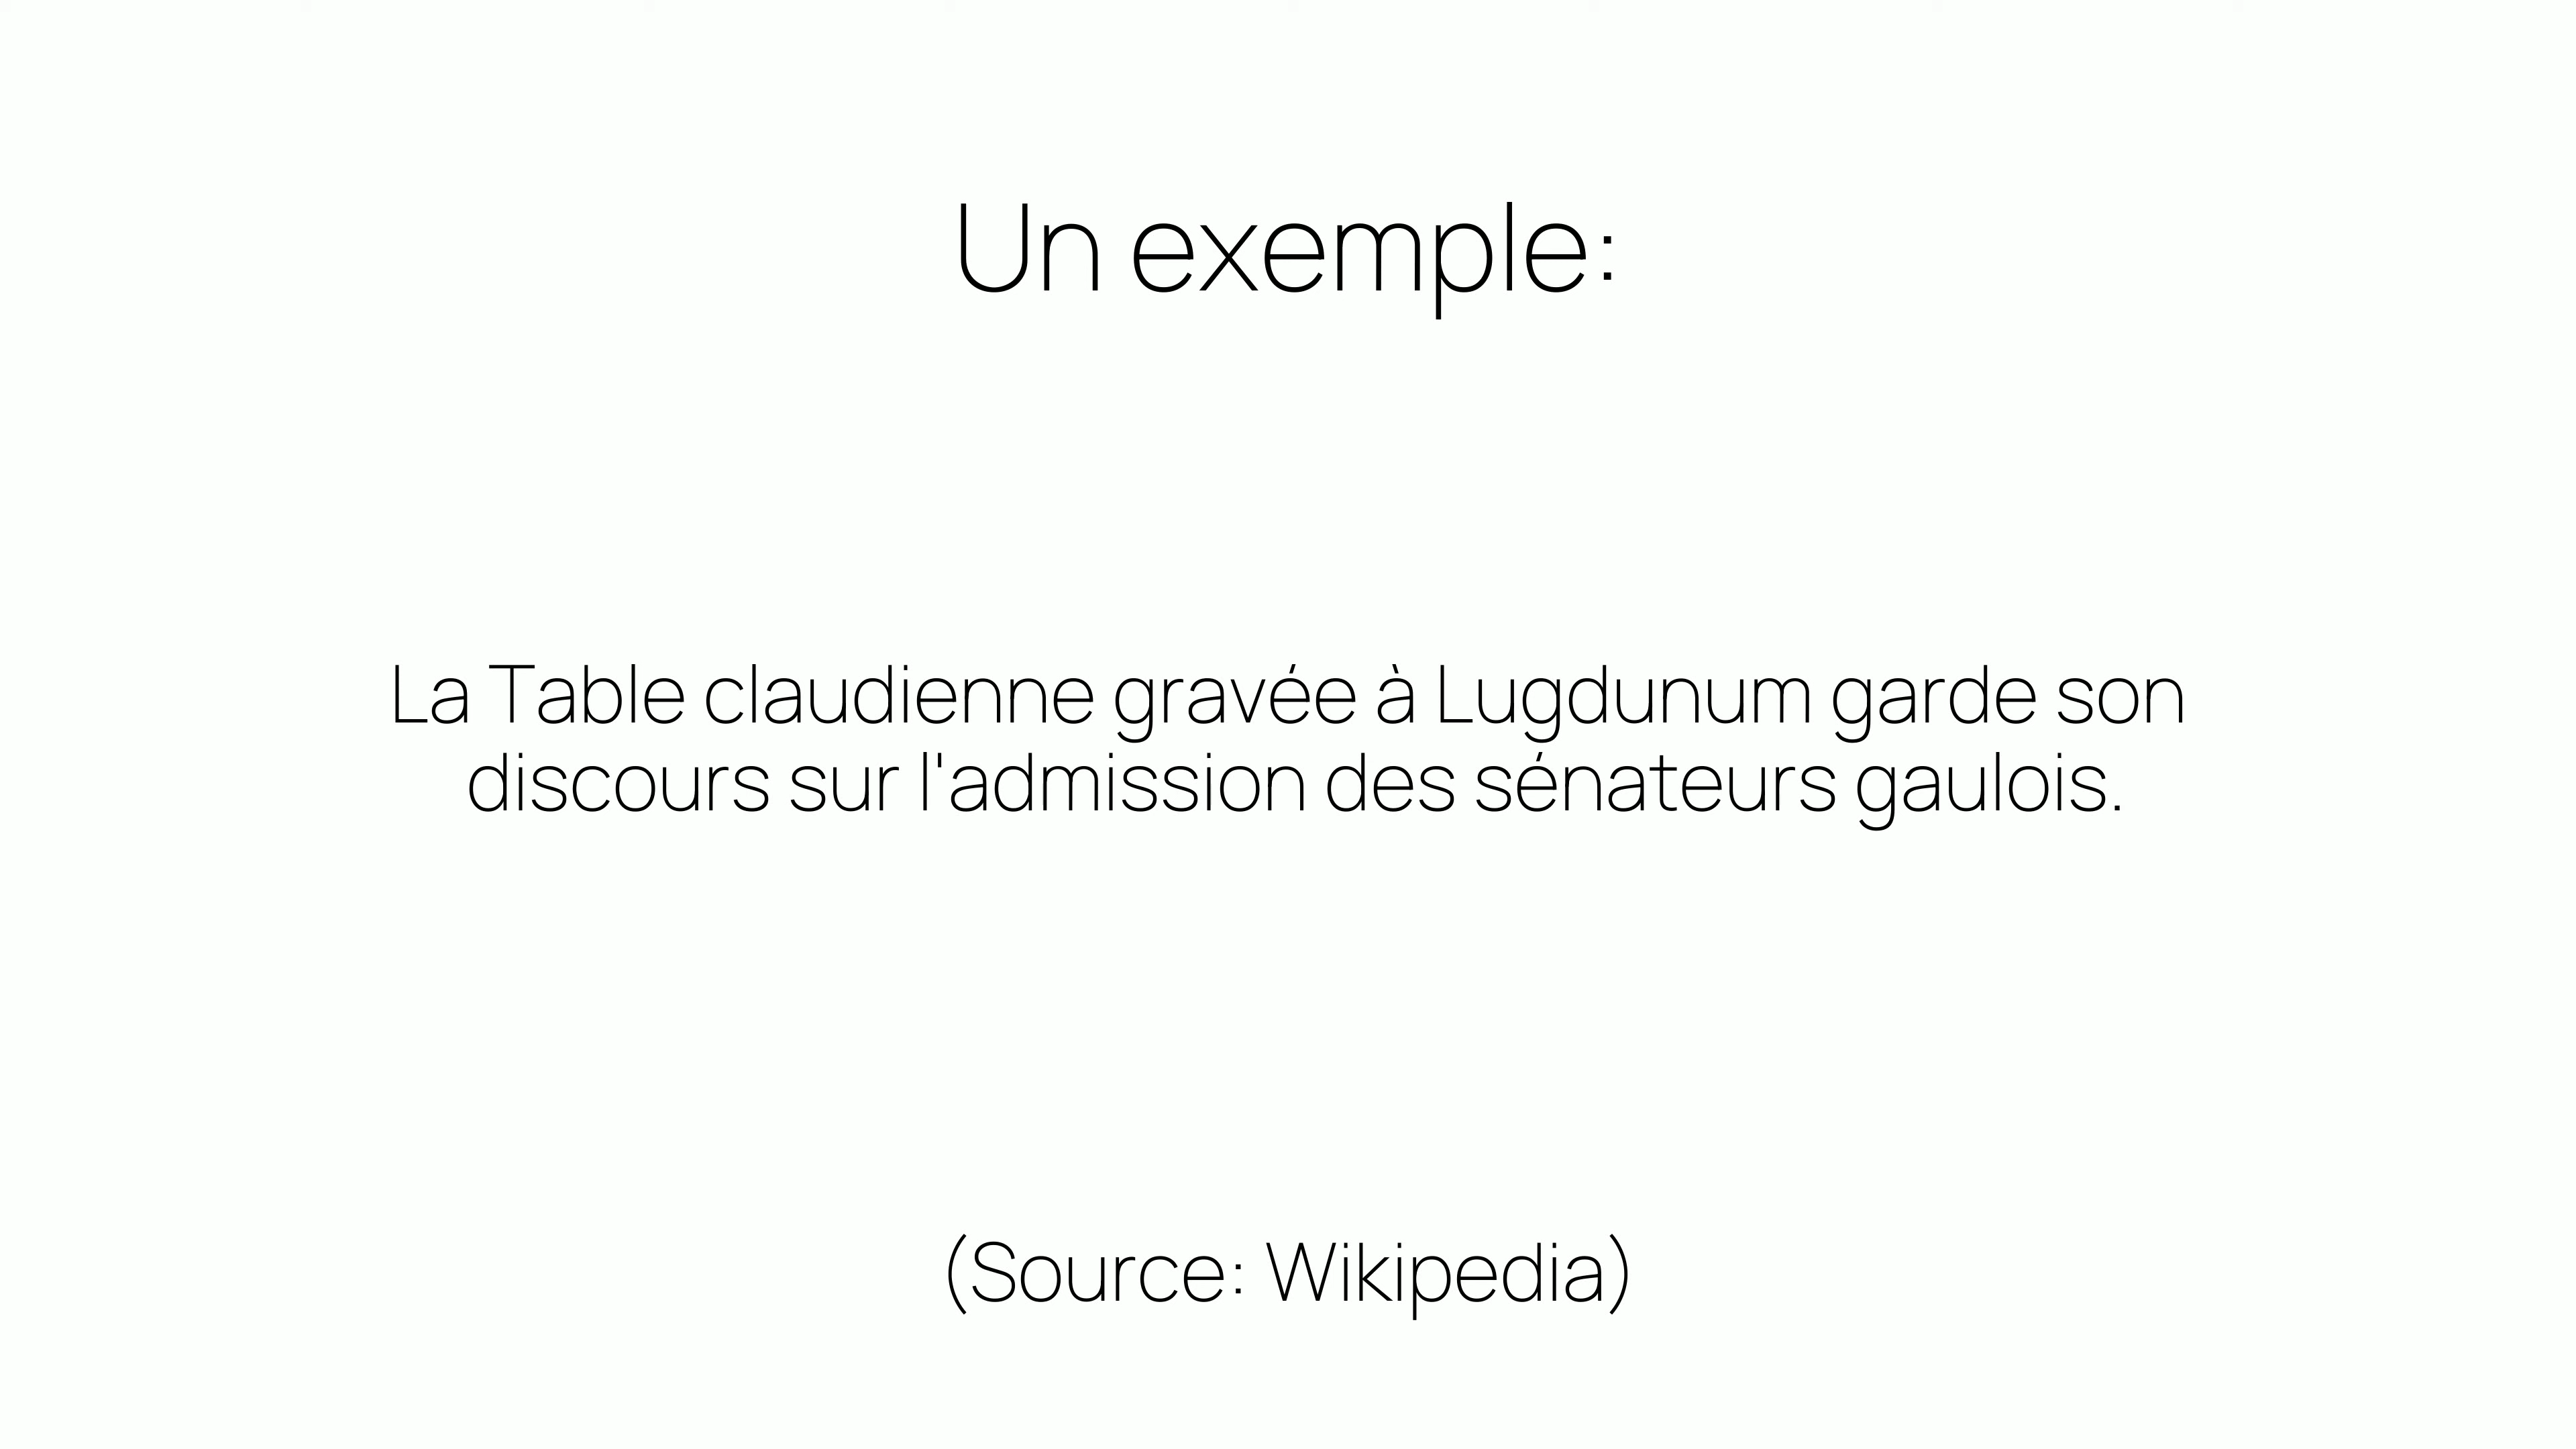 Un exemple:
La Table claudienne gravée à Lugdunum garde son
discours sur l'admission des sénateurs gaulois.
(Source: Wikipedia)